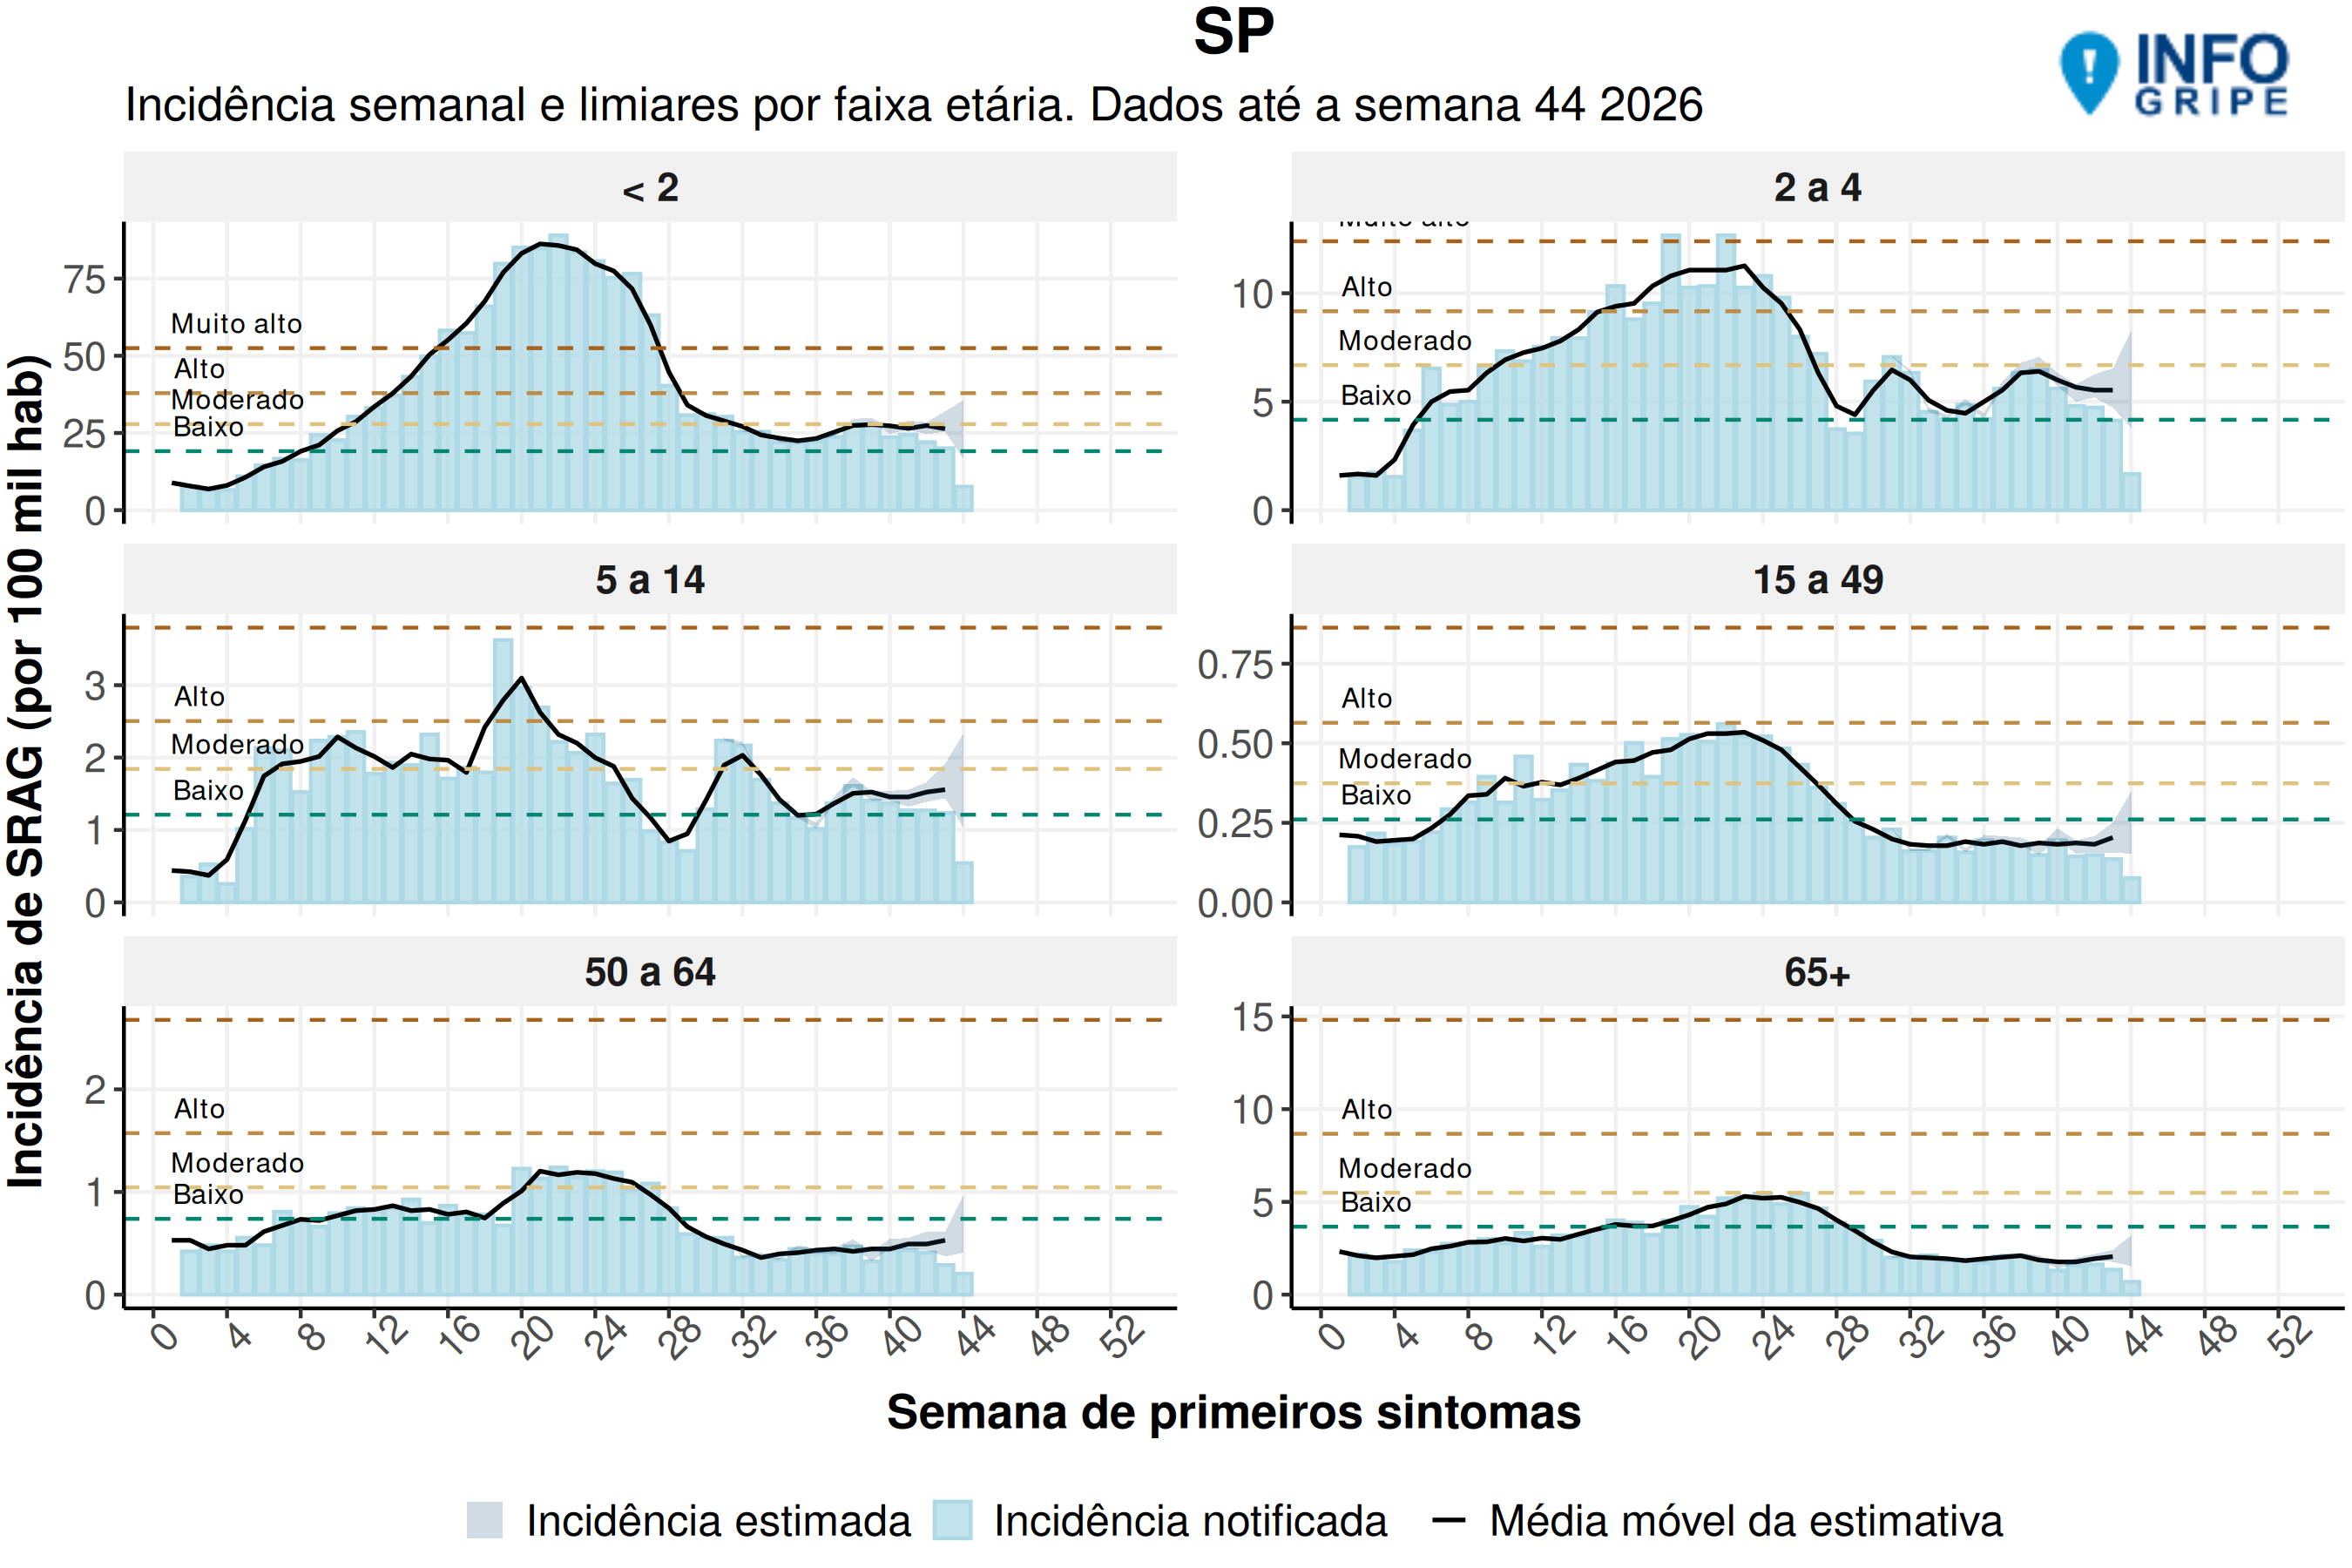 SP
INFO
GRIPE
Incidência semanal e limiares por faixa etária. Dados até a semana 44 2026
Incidência de SRAG (por 100 mil hab)
< 2
75
50
25
0
Muito alto
Alto
Moderado
Baixo
2 a 4
10
5
0
Muito alto
Alto
Moderado
Baixo
5 a 14
3
2
1
0
Alto
Moderado
Baixo
15 a 49
0.75
0.50
0.25
0.00
Alto
Moderado
Baixo
50 a 64
2
1
0
Alto
Moderado
Baixo
65+
15
10
5
0
Alto
Moderado
Baixo
0 4 8 12 16 20 24 28 32 36 40 44 48 52
0 4 8 12 16 20 24 28 32 36 40 44 48 52
Semana de primeiros sintomas
Incidência estimada Incidência notificada Média móvel da estimativa